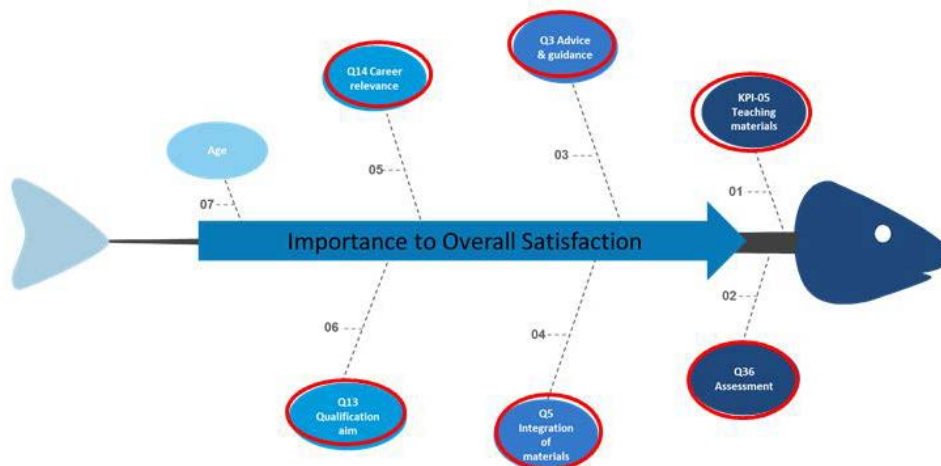 Q3 Advice
& guidance
Q14 Career
relevance
KPI-05
Teaching
materials
Age
03
05
01
07
Importance to Overall Satisfaction
02
06
04
Q36
Assessment
Q13
Qualification
aim
Q5
Integration
of
materials